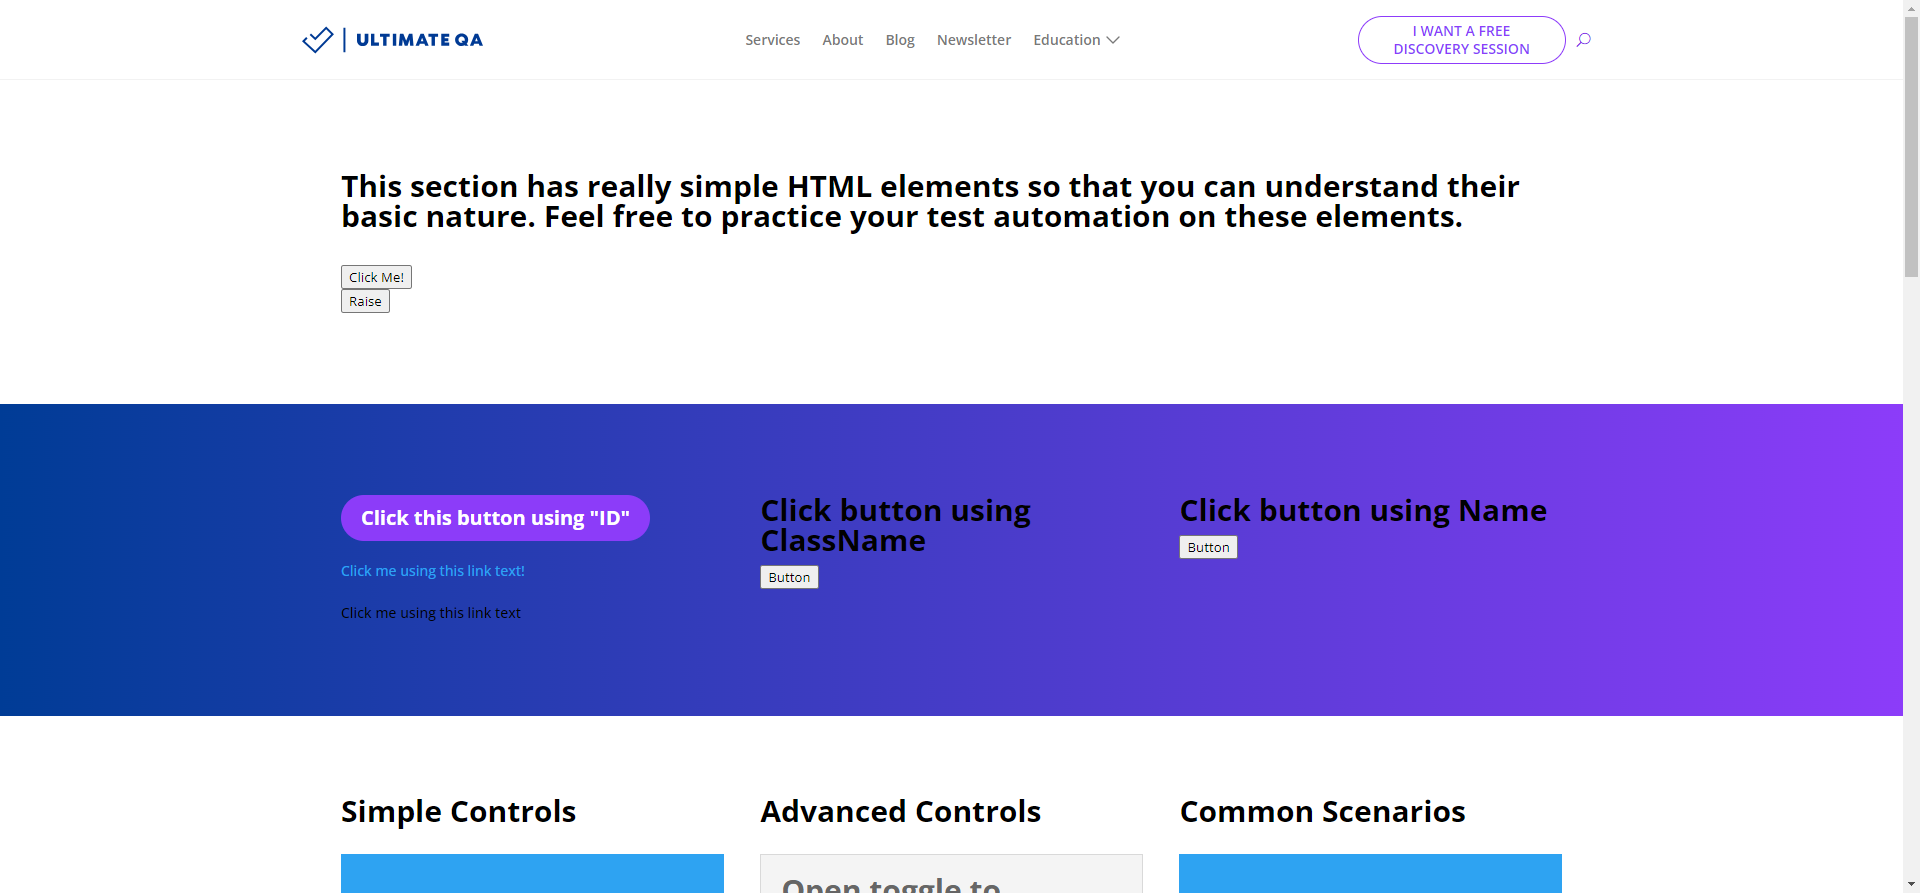 ULTIMATE QA
Services About Blog Newsletter Education
I WANT A FREE
DISCOVERY SESSION
This section has really simple HTML elements so that you can understand their
basic nature. Feel free to practice your test automation on these elements.
Click Me!
Raise
Click this button using "ID"
Click me using this link text!
Click me using this link text
Click button using
ClassName
Button
Click button using Name
Button
Simple Controls
Advanced Controls
Common Scenarios
Open toggle to